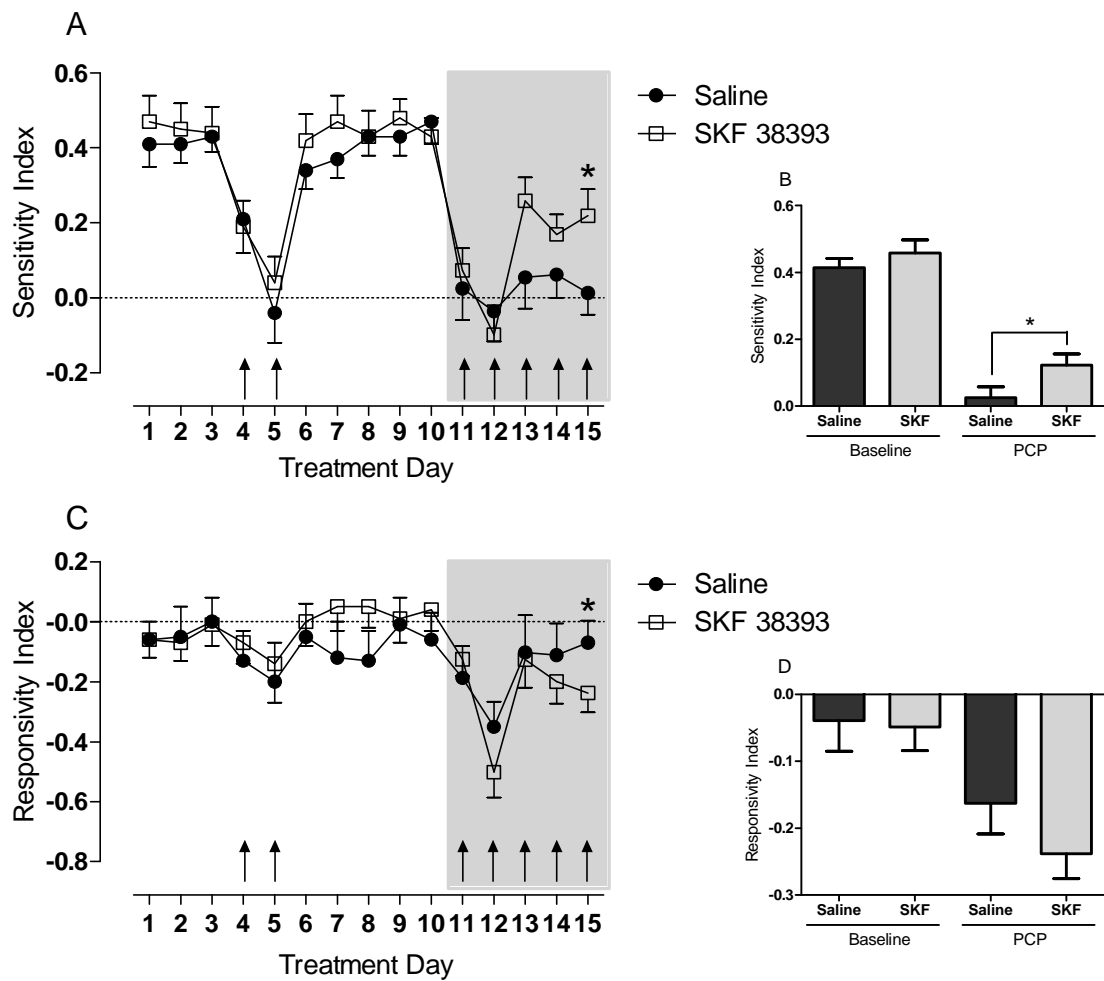 A
0.6
0.4
0.2
0.0
-0.2
Sensitivity Index
*
1 2 3 4 5 6 7 8 9 10 11 12 13 14 15
Treatment Day
Saline
SKF 38393
B
0.6
0.4
0.2
0.0
Sensitivity Index
*
Saline SKF Saline SKF
Baseline PCP
C
0.2
-0.0
-0.2
-0.4
-0.6
-0.8
Responsivity Index
*
1 2 3 4 5 6 7 8 9 10 11 12 13 14 15
Treatment Day
Saline
SKF 38393
D
0.0
-0.1
-0.2
-0.3
Responsivity Index
Saline SKF Saline SKF
Baseline PCP